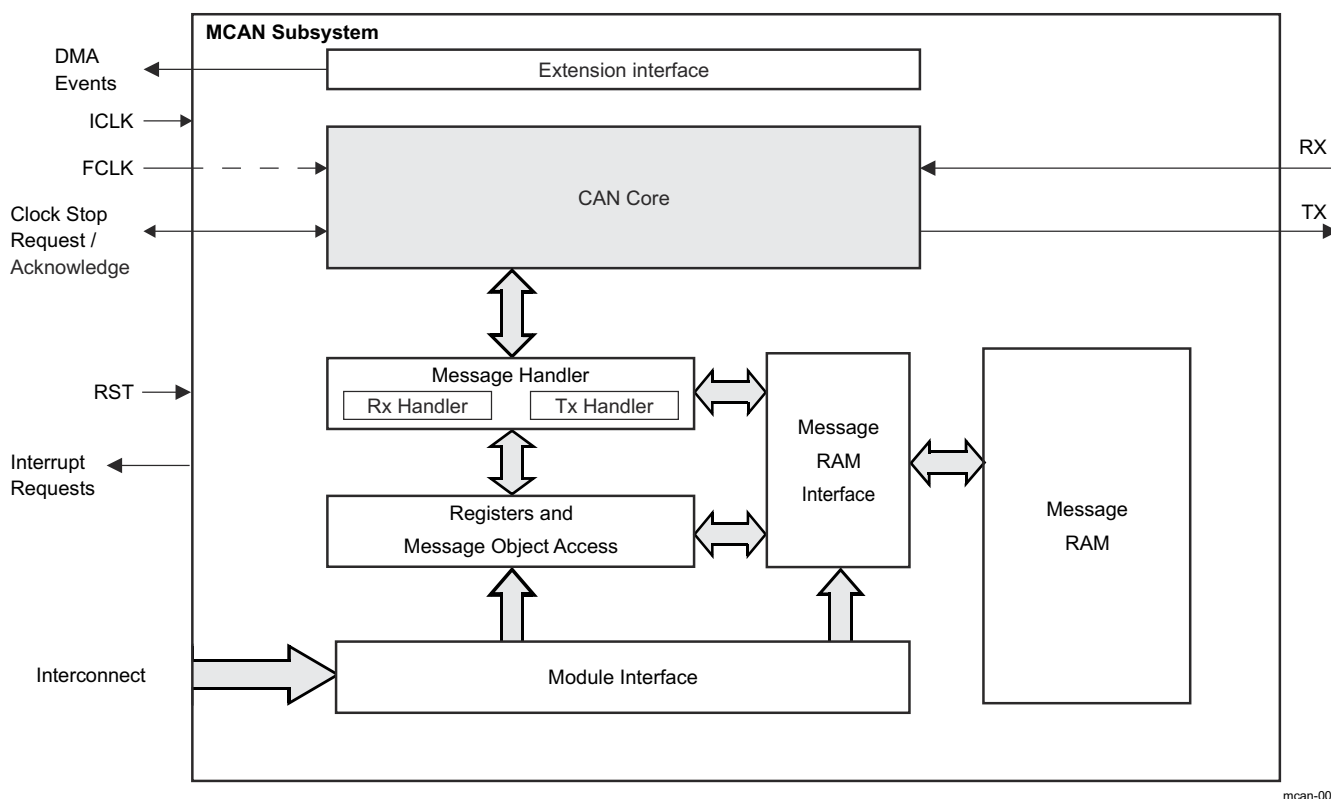 MCAN Subsystem
DMA
Events
Extension interface
ICLK
FCLK
CAN Core
RX
TX
Clock Stop
Request /
Acknowledge
Message Handler
Rx Handler
Tx Handler
RST
Interrupt
Requests
Registers and
Message Object Access
Message
RAM
Interface
Message
RAM
Interconnect
Module Interface
mcan-00